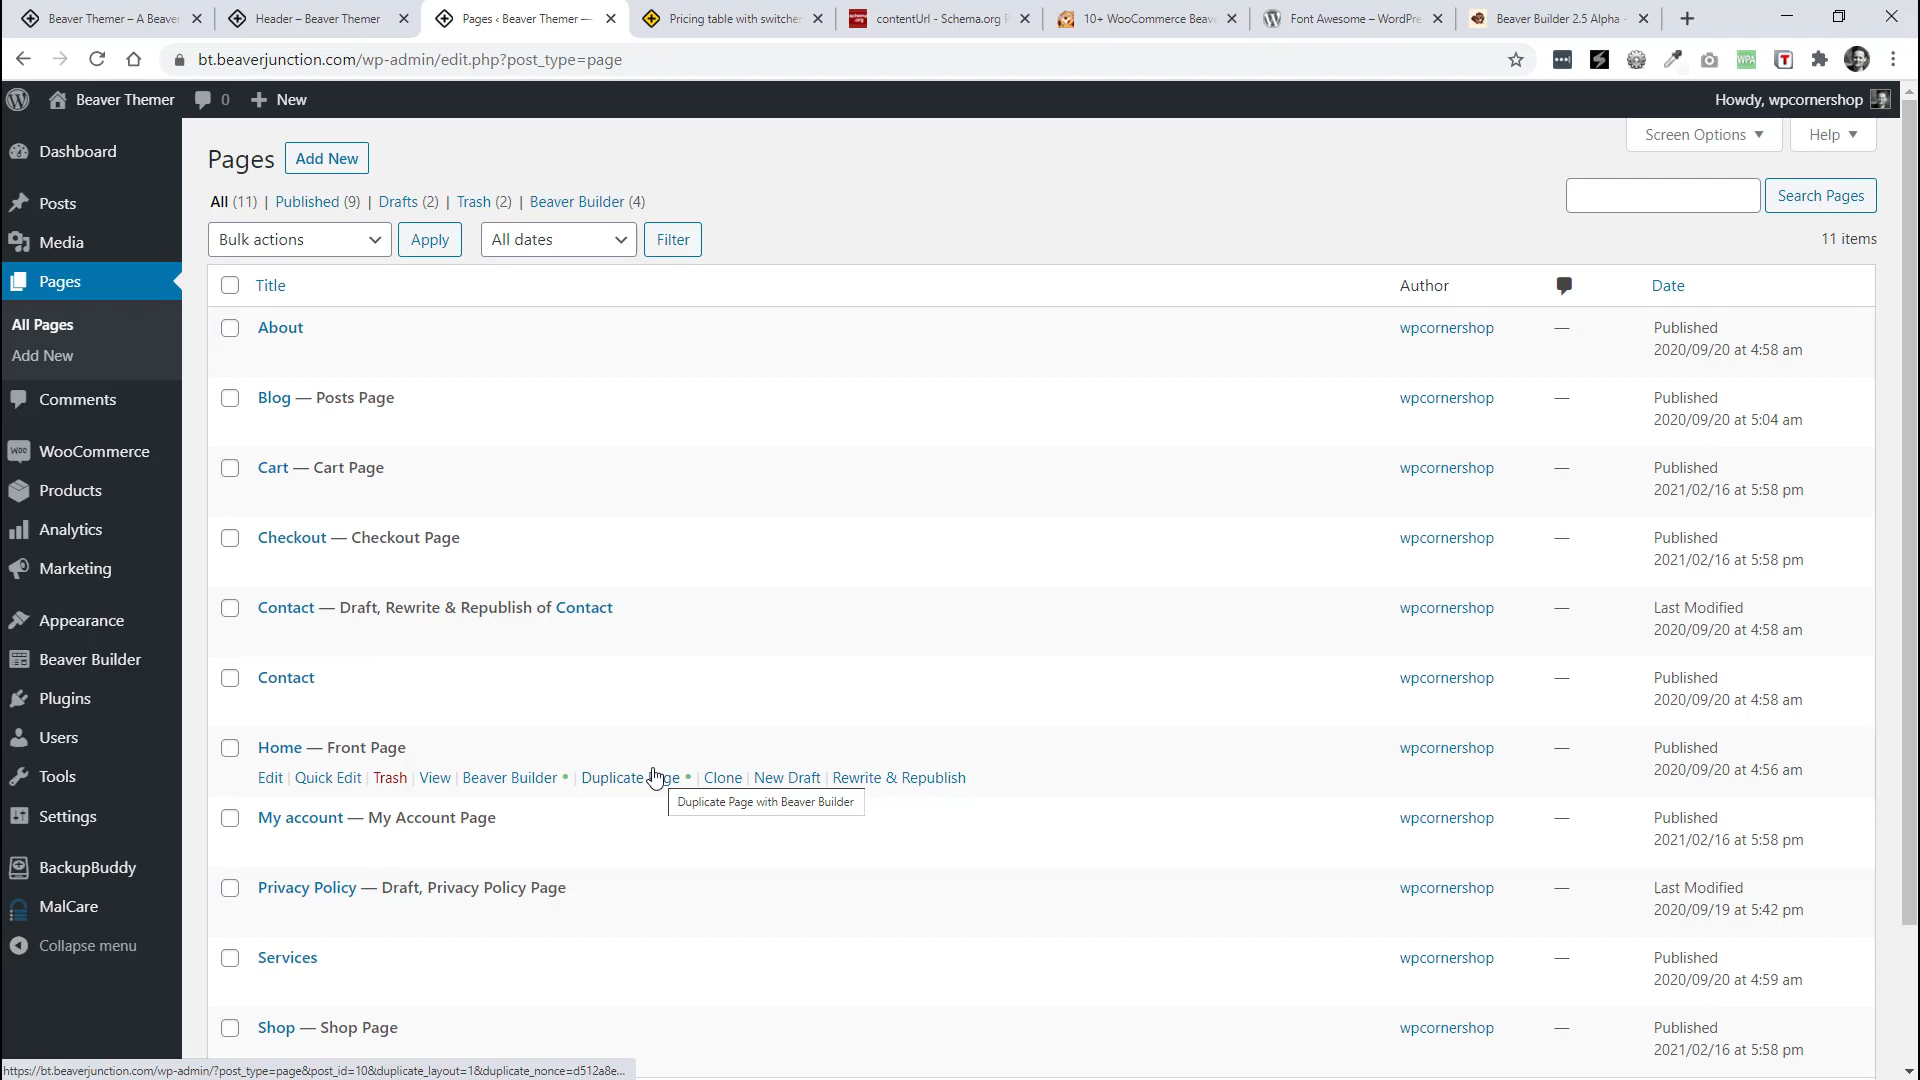 Beaver Themer – A Beaver
Header – Beaver Themer
Pages ‹ Beaver Themer —
Pricing table with switcher
contentUrl - Schema.org P
10+ WooCommerce Beav
Font Awesome – WordPre
Beaver Builder 2.5 Alpha -
bt.beaverjunction.com/wp-admin/edit.php?post_type=page
WPA
T
Beaver Themer
0
New
Howdy, wpcornershop
Dashboard
Posts
Media
Pages
All Pages
Add New
Comments
Woo
WooCommerce
Products
Analytics
Marketing
Appearance
Beaver Builder
Plugins
Users
Tools
Settings
BackupBuddy
MalCare
Collapse menu
Screen Options
Help
Pages
Add New
All (11) | Published (9) | Drafts (2) | Trash (2) | Beaver Builder (4)
Search Pages
Bulk actions
Apply
All dates
Filter
11 items
Title
Author
Date
About
wpcornershop
—
Published
2020/09/20 at 4:58 am
Blog — Posts Page
wpcornershop
—
Published
2020/09/20 at 5:04 am
Cart — Cart Page
wpcornershop
—
Published
2021/02/16 at 5:58 pm
Checkout — Checkout Page
wpcornershop
—
Published
2021/02/16 at 5:58 pm
Contact — Draft, Rewrite & Republish of Contact
wpcornershop
—
Last Modified
2020/09/20 at 4:58 am
Contact
wpcornershop
—
Published
2020/09/20 at 4:58 am
Home — Front Page
wpcornershop
—
Published
2020/09/20 at 4:56 am
Edit | Quick Edit | Trash | View | Beaver Builder • | Duplicate Page • | Clone | New Draft | Rewrite & Republish
Duplicate Page with Beaver Builder
My account — My Account Page
wpcornershop
—
Published
2021/02/16 at 5:58 pm
Privacy Policy — Draft, Privacy Policy Page
wpcornershop
—
Last Modified
2020/09/19 at 5:42 pm
Services
wpcornershop
—
Published
2020/09/20 at 4:59 am
Shop — Shop Page
wpcornershop
—
Published
2021/02/16 at 5:58 pm
https://bt.beaverjunction.com/wp-admin/?post_type=page&post_id=10&duplicate_layout=1&duplicate_nonce=d512a8e...